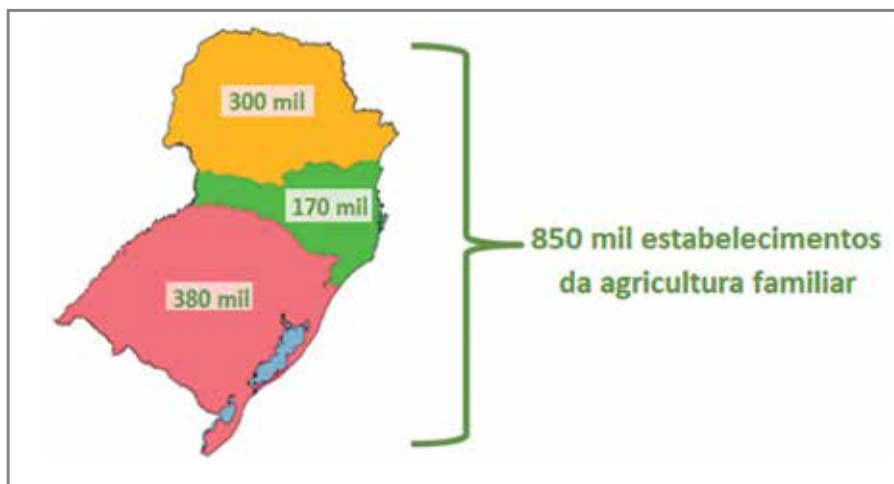 300 mil
170 mil
380 mil
850 mil estabelecimentos
da agricultura familiar